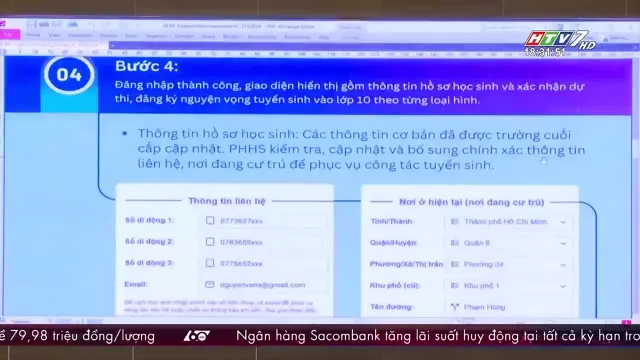 HTV7 HD
18:31:51
04
Bước 4:
Đăng nhập thành công, giao diện hiển thị gồm thông tin hồ sơ học sinh và xác nhận dự
thi, đăng ký nguyện vọng tuyển sinh vào lớp 10 theo từng loại hình.
• Thông tin hồ sơ học sinh: Các thông tin cơ bản đã được trường cuối
cấp cập nhật. PHHS kiểm tra, cập nhật và bổ sung chính xác thông tin
liên hệ, nơi đang cư trú để phục vụ công tác tuyển sinh.
Thông tin liên hệ
Số di động 1: 0773637xxx
Số di động 2: 0763659xxx
Số di động 3: 0775652xxx
Email: nguyenvana@gmail.com
Nơi ở hiện tại (nơi đang cư trú)
Tỉnh/Thành: Thành phố Hồ Chí Minh
Quận/Huyện: Quận 8
Phường/Xã/Thị trấn: Phường 04
Khu phố (cũ): Khu phố 1
Tên đường: Phạm Hùng
ề 79,98 triệu đồng/lượng
60
Ngân hàng Sacombank tăng lãi suất huy động tại tất cả kỳ hạn tro